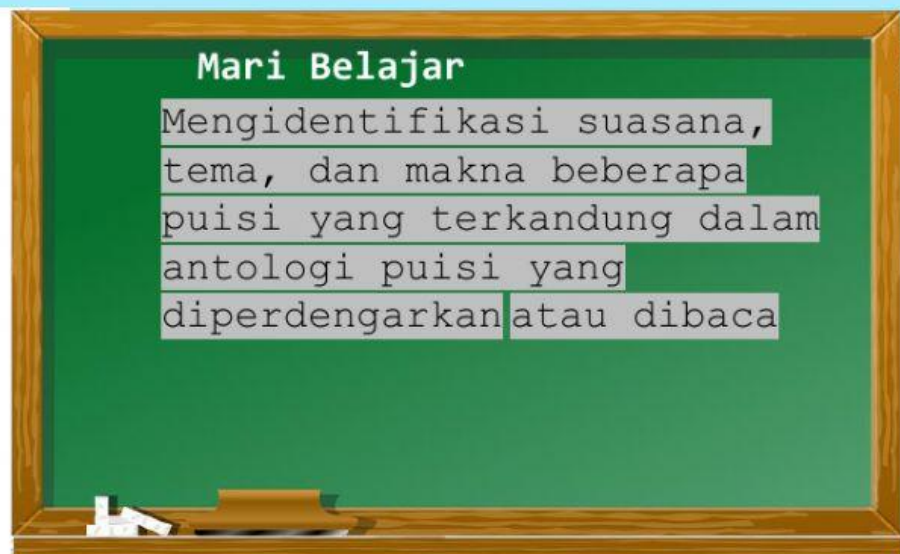 Mari Belajar
Mengidentifikasi suasana,
tema, dan makna beberapa
puisi yang terkandung dalam
antologi puisi yang
diperdengarkan atau dibaca